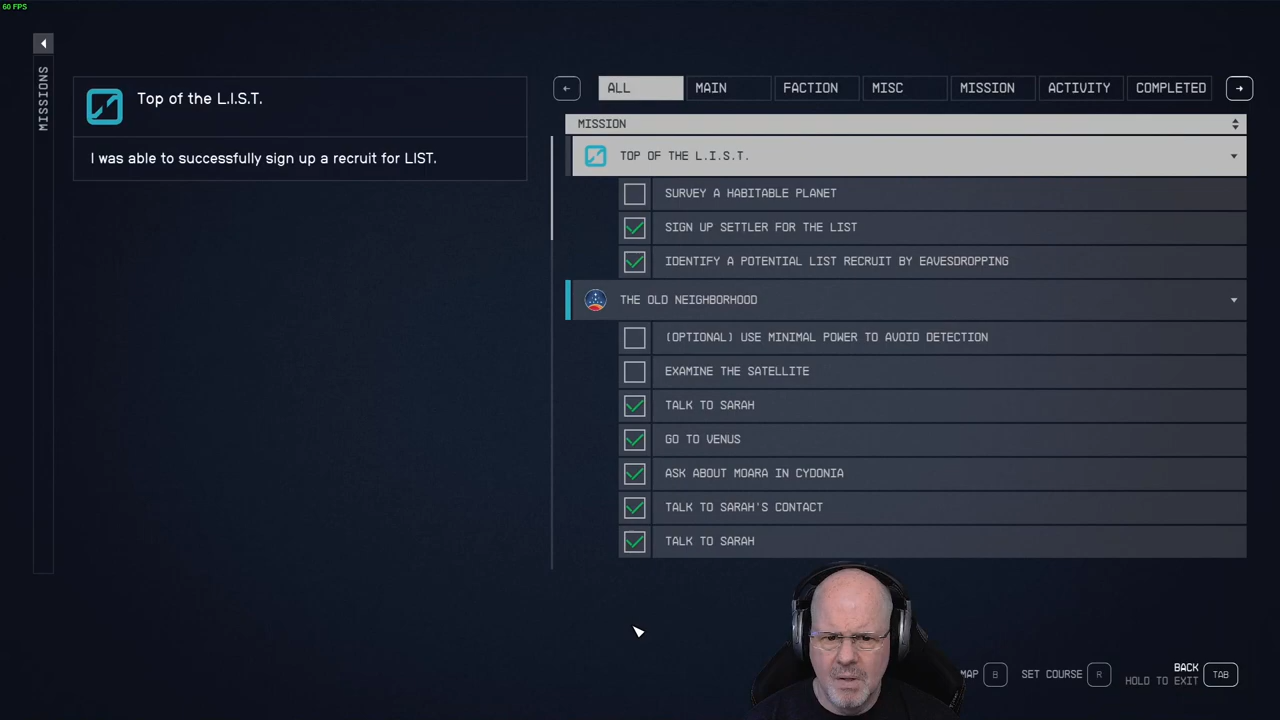 60 FPS
MISSIONS
Top of the L.I.S.T.
I was able to successfully sign up a recruit for LIST.
ALL MAIN FACTION MISC MISSION ACTIVITY COMPLETED
MISSION
TOP OF THE L.I.S.T.
SURVEY A HABITABLE PLANET
SIGN UP SETTLER FOR THE LIST
IDENTIFY A POTENTIAL LIST RECRUIT BY EAVESDROPPING
THE OLD NEIGHBORHOOD
(OPTIONAL) USE MINIMAL POWER TO AVOID DETECTION
EXAMINE THE SATELLITE
TALK TO SARAH
GO TO VENUS
ASK ABOUT MOARA IN CYDONIA
TALK TO SARAH'S CONTACT
TALK TO SARAH
MAP B SET COURSE R BACK TAB
HOLD TO EXIT